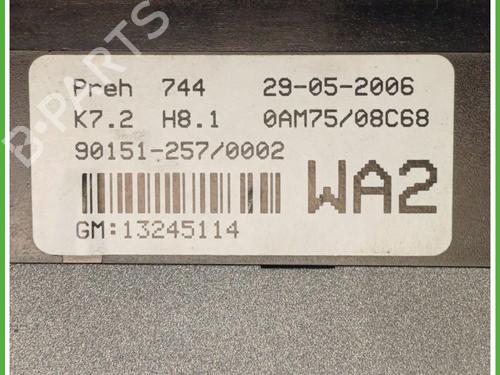 Preh 744 29-05-2006
K7.2 H8.1 0AM75/08C68
90151-257/0002
WA2
GM:13245114
B-PARTS